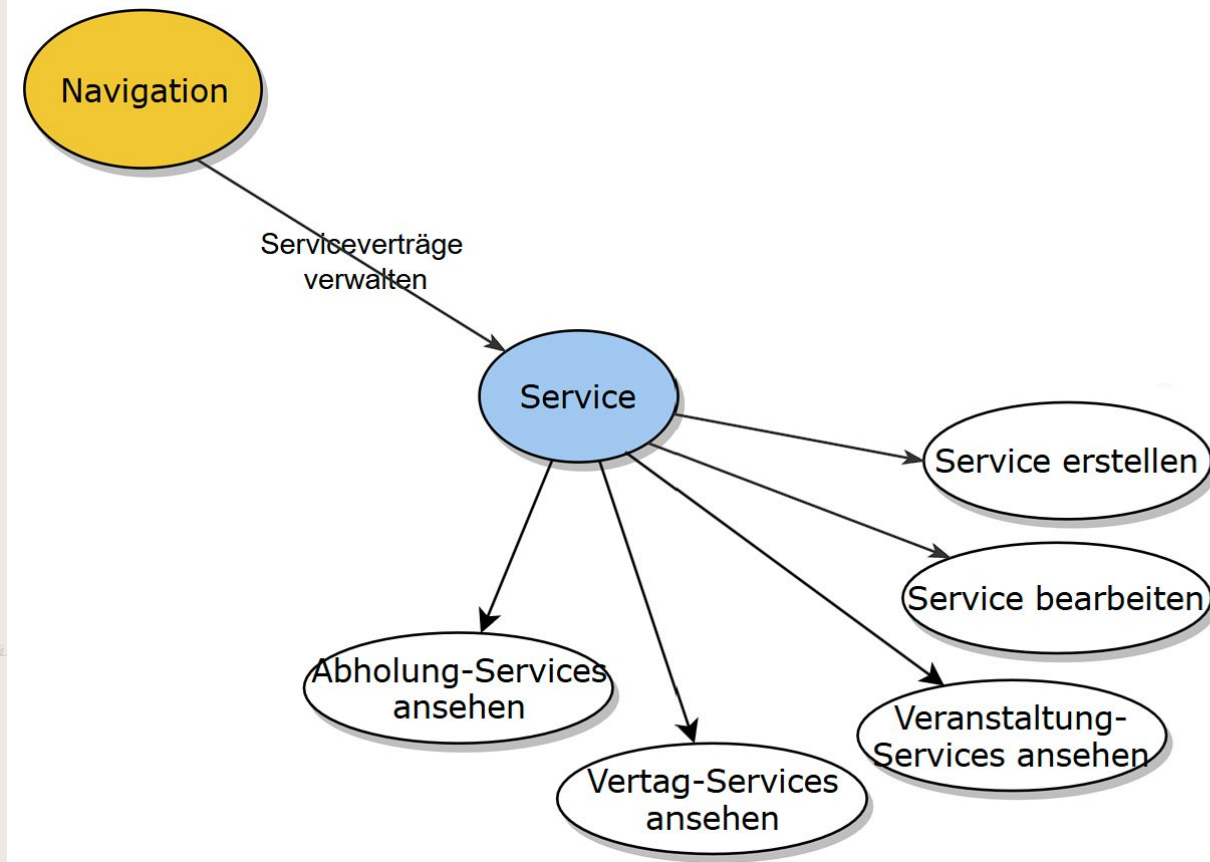 Navigation
Serviceverträge
verwalten
Service
Service erstellen
Service bearbeiten
Abholung-Services
ansehen
Veranstaltung-
Services ansehen
Vertag-Services
ansehen